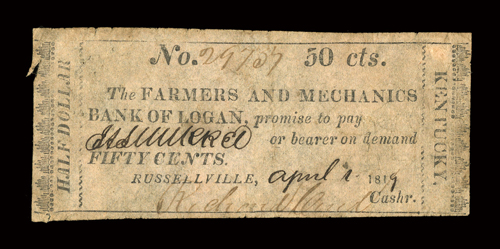 HALF DOLLAR
No. 29757 50 cts.
The FARMERS AND MECHANICS
BANK OF LOGAN, promise to pay
or bearer on demand
FIFTY CENTS.
RUSSELLVILLE, april 1 1819
Cashr.
KENTUCKY.